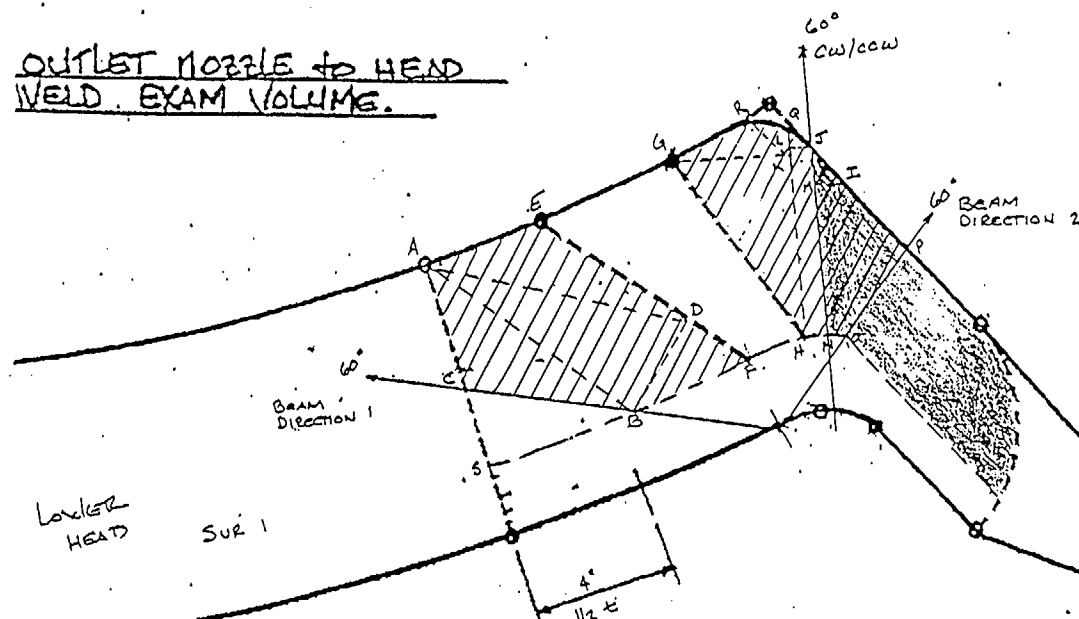 OUTLET NOZZLE to HEAD
WELD. EXAM VOLUME.
60°
CW/CCW
R
Q
L
J
G
I
60° BEAM
DIRECTION 2
P
E
A
D
H
F
C
60°
BEAM
DIRECTION 1
B
S
LOWER
HEAD
SUR 1
4"
1/2 t